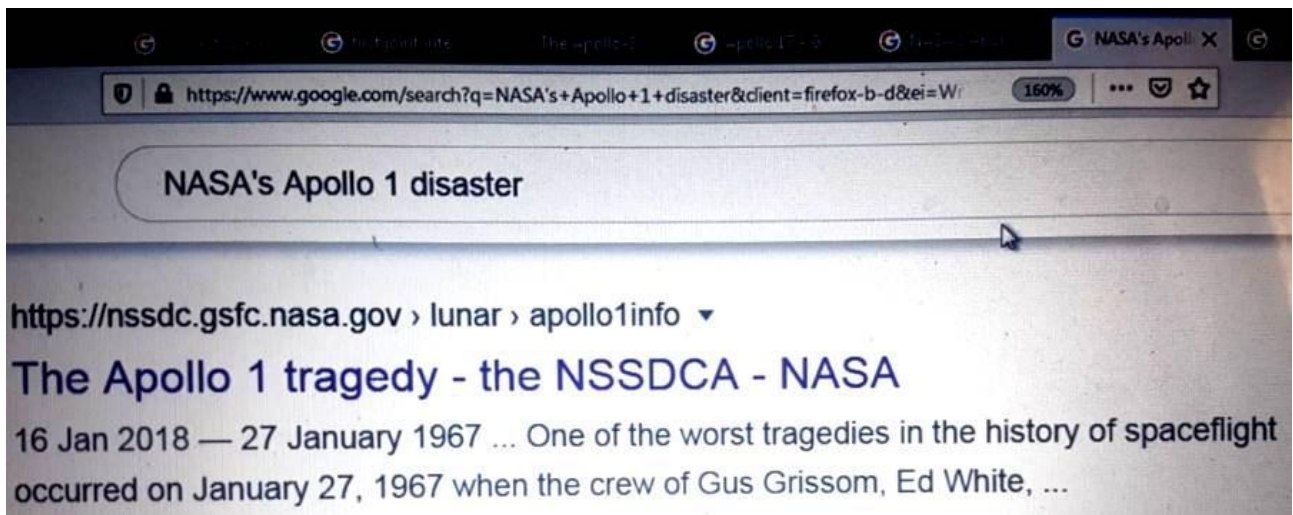 NASA's Apoll
https://www.google.com/search?q=NASA's+Apollo+1+disaster&client=firefox-b-d&ei=W
160%
NASA's Apollo 1 disaster
https://nssdc.gsfc.nasa.gov › lunar › apollo1info
The Apollo 1 tragedy - the NSSDCA - NASA
16 Jan 2018 — 27 January 1967 ... One of the worst tragedies in the history of spaceflight
occurred on January 27, 1967 when the crew of Gus Grissom, Ed White, ...